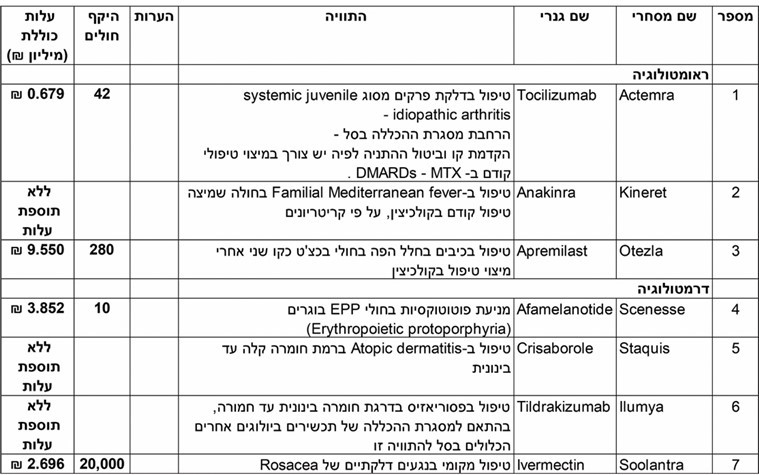 מספר שם מסחרי שם גנרי התוויה הערות היקף חולים עלות כוללת (מיליון ₪)
ראומטולוגיה
1 Actemra Tocilizumab טיפול בדלקת פרקים מסוג systemic juvenile 42 0.679 ₪
idiopathic arthritis -
הרחבת מסגרת ההכללה בסל -
הקדמת קו וביטול ההתניה לפיה יש צורך במיצוי טיפולי
קודם ב- DMARDs - MTX .
2 Kineret Anakinra טיפול ב-Familial Mediterranean fever בחולה שמיצה ללא
טיפול קודם בקולכיצין, על פי קריטריונים תוספת
עלות
3 Otezla Apremilast טיפול בכיבים בחלל הפה בחולי בכצ'ט כקו שני אחרי 280 9.550 ₪
מיצוי טיפול בקולכיצין
דרמטולוגיה
4 Scenesse Afamelanotide מניעת פוטוטוקסיות בחולי EPP בוגרים 10 3.852 ₪
(Erythropoietic protoporphyria)
5 Staquis Crisaborole טיפול ב-Atopic dermatitis ברמת חומרה קלה עד ללא
בינונית תוספת
עלות
6 Ilumya Tildrakizumab טיפול בפסוריאזיס בדרגת חומרה בינונית עד חמורה, ללא
בהתאם למסגרת ההכללה של תכשירים ביולוגים אחרים תוספת
הכלולים בסל להתוויה זו עלות
7 Soolantra Ivermectin טיפול מקומי בנגעים דלקתיים של Rosacea 20,000 2.696 ₪